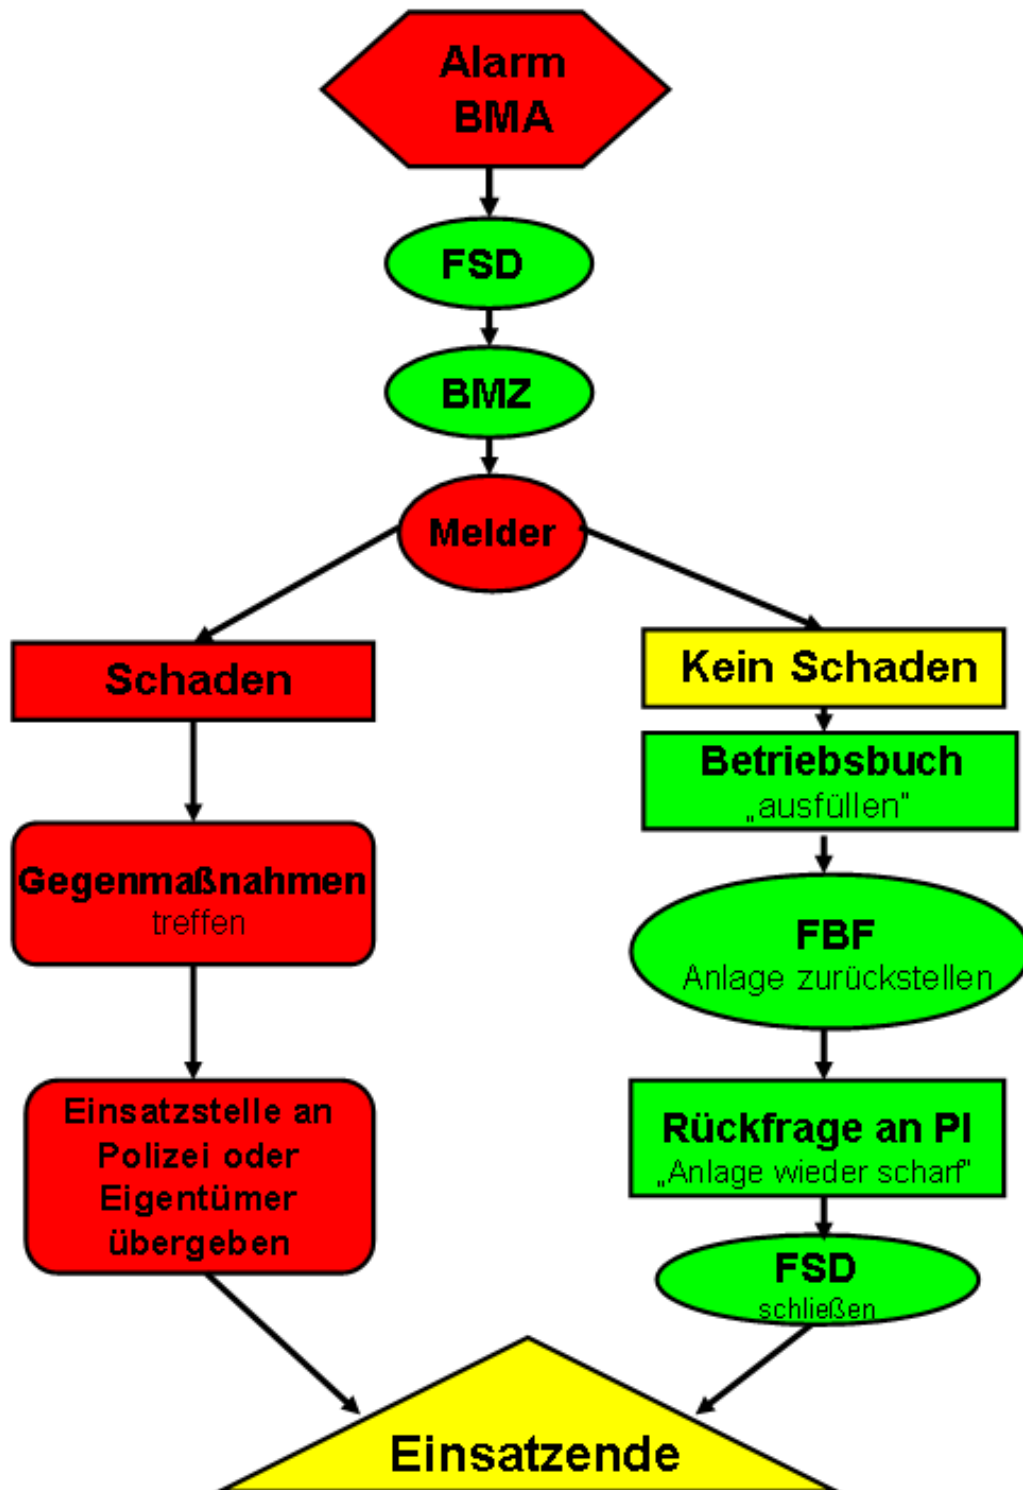 Alarm
BMA
FSD
BMZ
Melder
Schaden
Gegenmaßnahmen
treffen
Einsatzstelle an
Polizei oder
Eigentümer
übergeben
Kein Schaden
Betriebsbuch
„ausfüllen“
FBF
Anlage zurückstellen
Rückfrage an PI
„Anlage wieder scharf“
FSD
schließen
Einsatzende